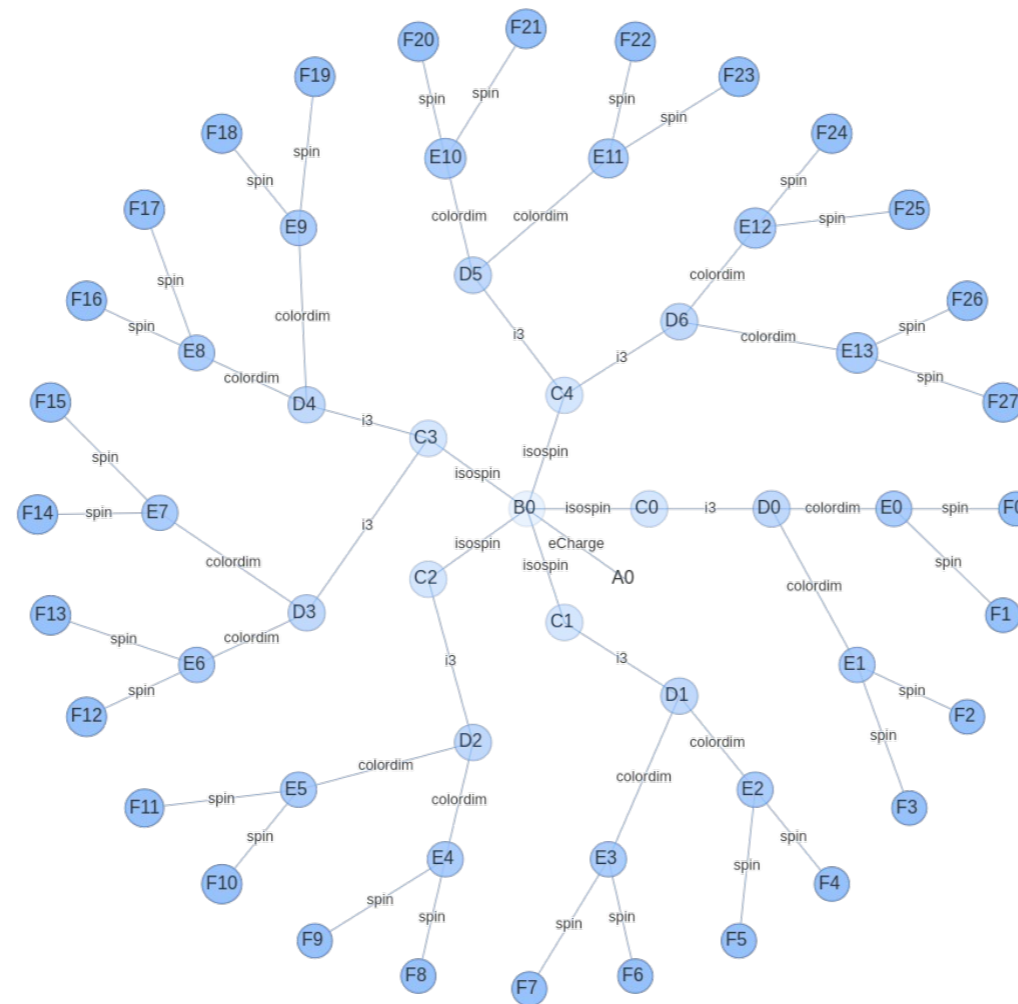 F21
F20
F22
F19
F23
spin
spin
spin
F18
spin
F24
spin
spin
E10
E11
spin
spin
F17
F25
colordim
colordim
spin
E9
E12
D5
spin
colordim
F16
F26
colordim
D6
spin
spin
i3
colordim
E8
i3
E13
colordim
spin
C4
F15
D4
F27
i3
C3
isospin
spin
isospin
F14
spin
E7
B0
isospin
C0
i3
D0
colordim
E0
spin
i3
isospin
eCharge
isospin
spin
colordim
C2
A0
colordim
F13
D3
C1
F1
spin
colordim
E6
i3
i3
E1
spin
spin
D1
F12
F2
spin
D2
colordim
colordim
colordim
E5
E2
spin
colordim
F11
F3
spin
E4
E3
spin
spin
F10
F4
spin
spin
spin
spin
F9
F5
F8
F6
F7